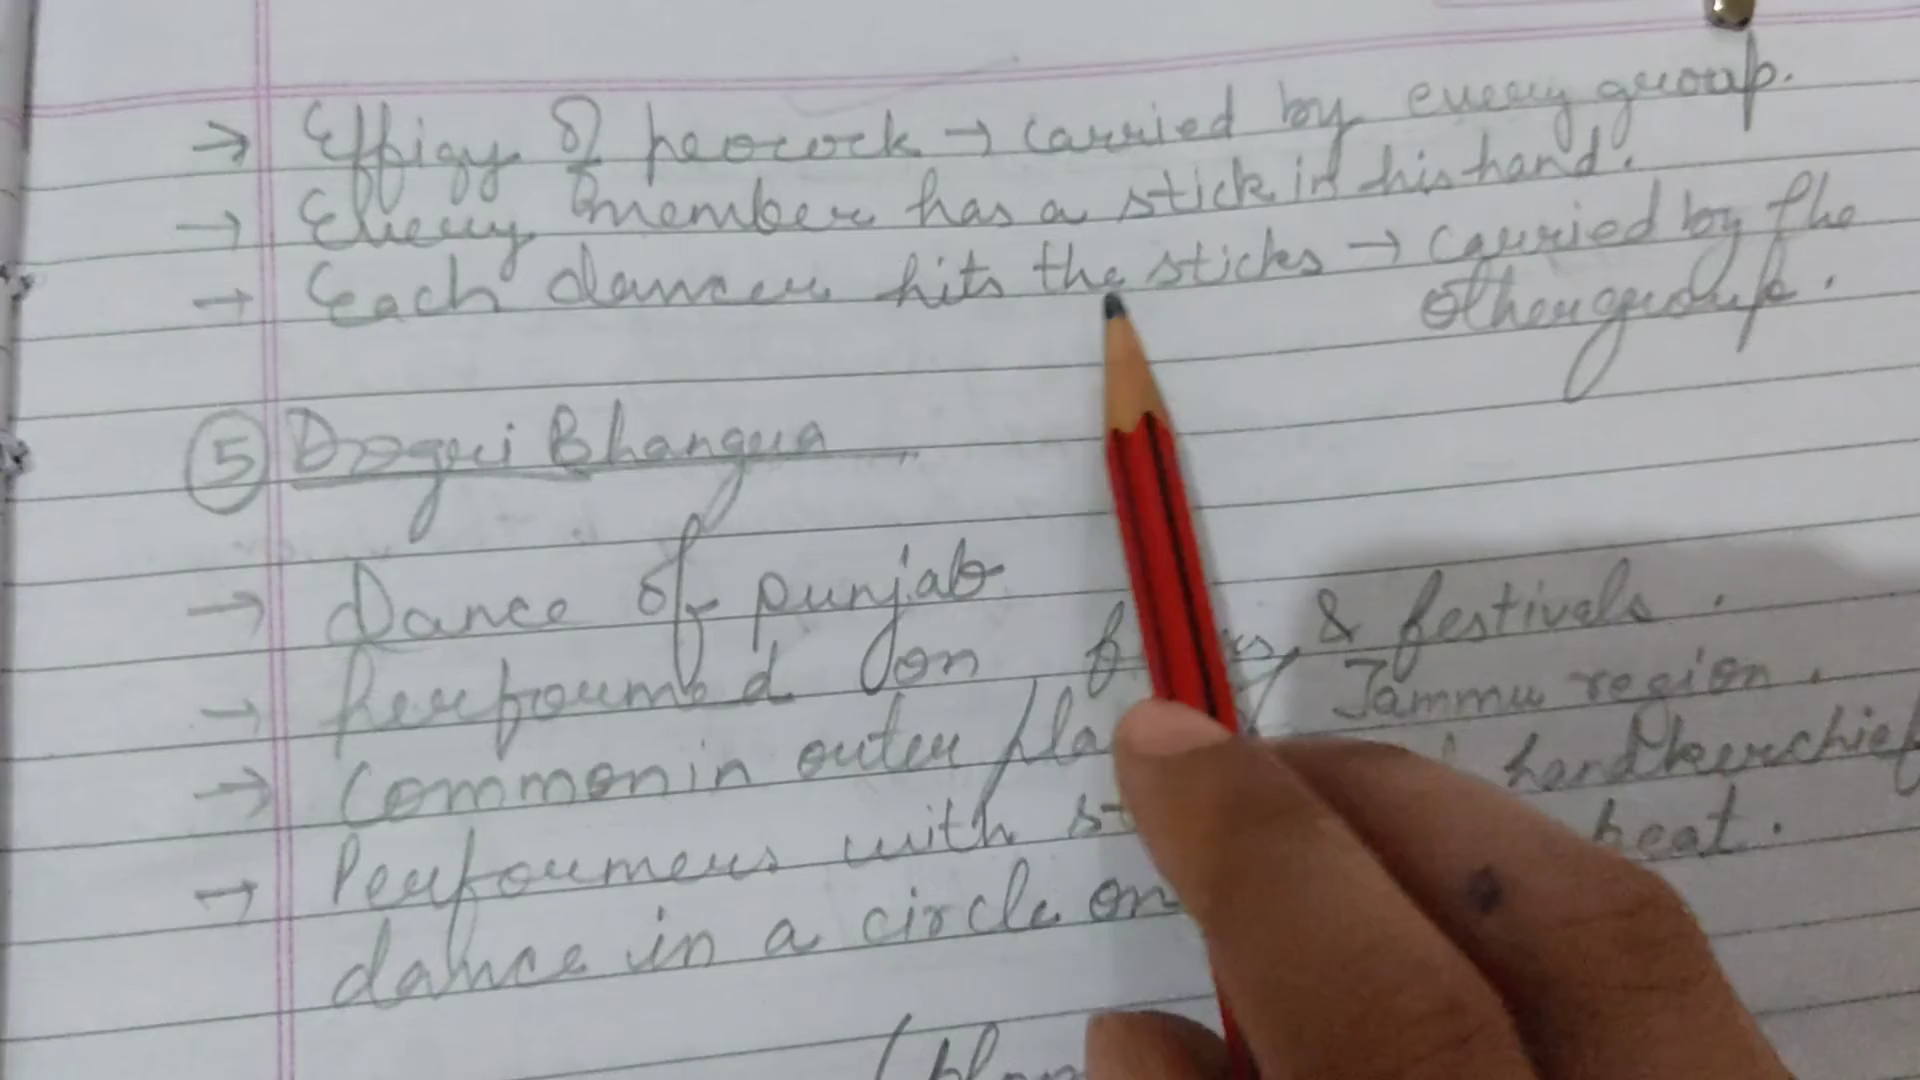 → Effigy of peocock → carried by every group.
→ Every member has a stick in his hand.
→ Each dancer hits the sticks → carried by the
other group.
⑤ Dogri Bhangra
→ Dance of punjab
→ Performed on & festivals.
→ Common in outer Jammu region.
→ Performers with handkerchief
dance in a circle on beat.